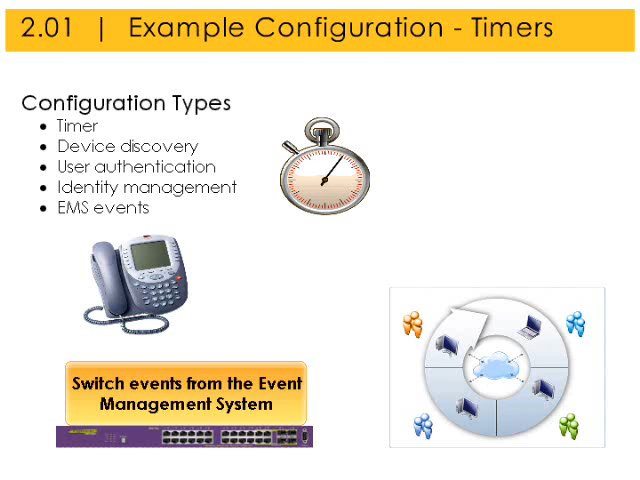 2.01 | Example Configuration - Timers
Configuration Types
• Timer
• Device discovery
• User authentication
• Identity management
• EMS events
Switch events from the Event
Management System